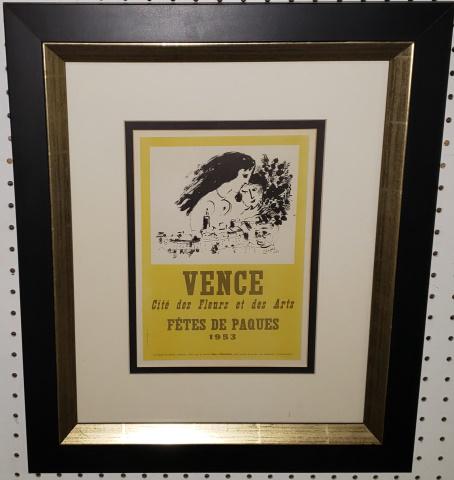 VENCE
Cité des Fleurs et des Arts
FÊTES DE PAQUES
1953